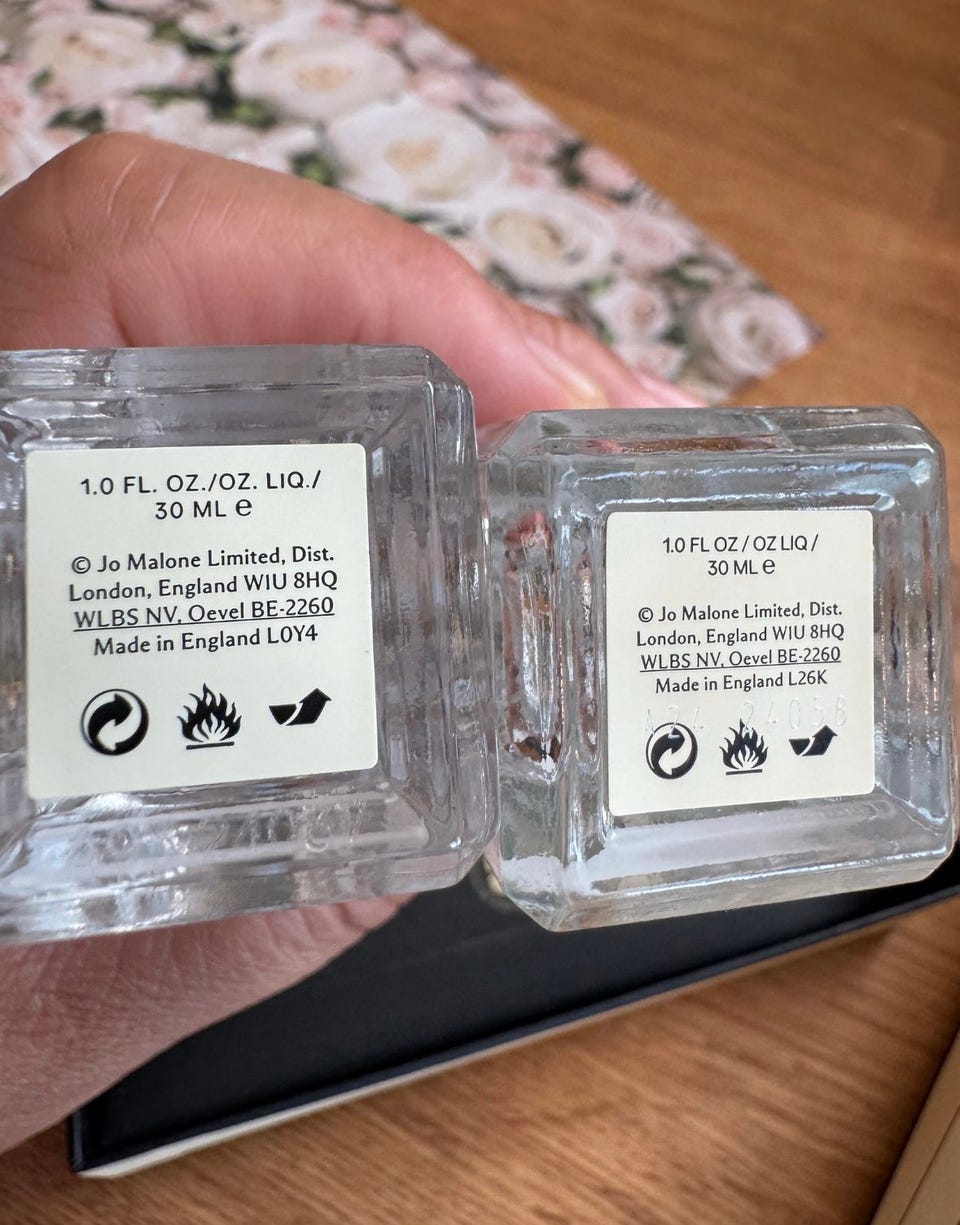 1.0 FL. OZ./OZ. LIQ./
30 ML e
© Jo Malone Limited, Dist.
London, England WIU 8HQ
WLBS NV, Oevel BE-2260
Made in England L0Y4
1.0 FL OZ / OZ LIQ /
30 ML e
© Jo Malone Limited, Dist.
London, England WIU 8HQ
WLBS NV, Oevel BE-2260
Made in England L26K
A24